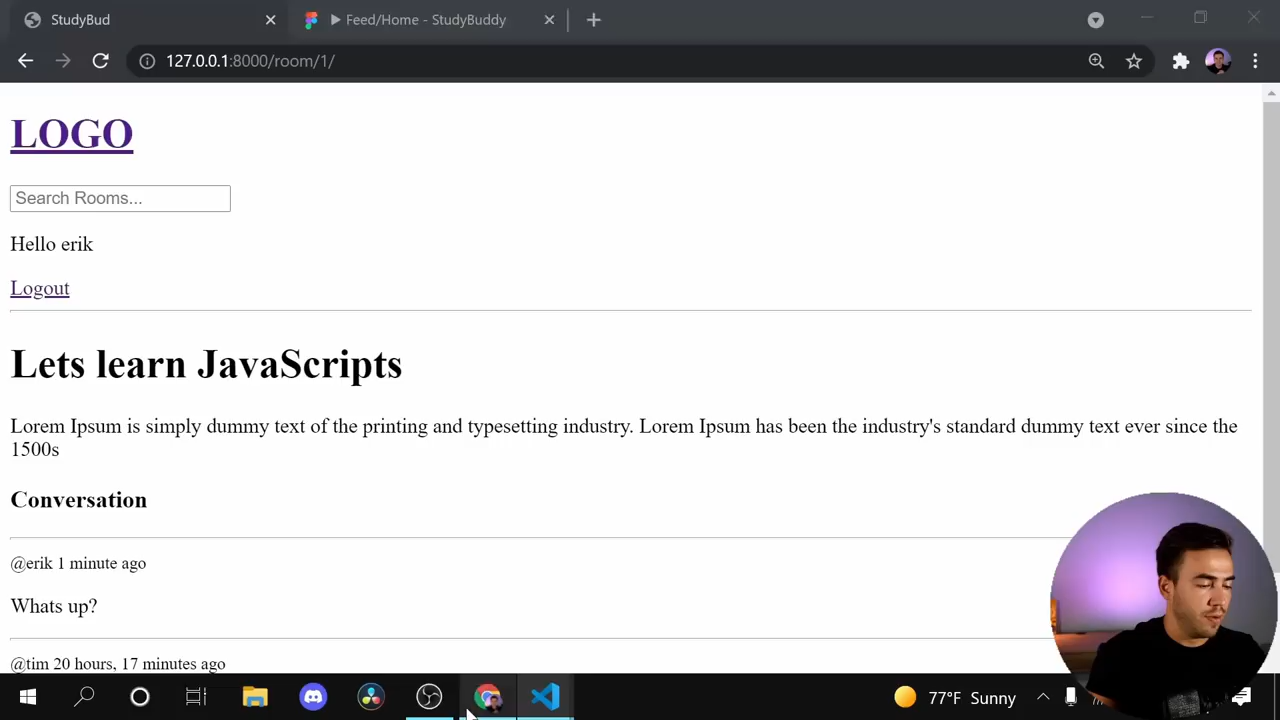 StudyBud
Feed/Home - StudyBuddy
127.0.0.1:8000/room/1/
LOGO
Search Rooms...
Hello erik
Logout
Lets learn JavaScripts
Lorem Ipsum is simply dummy text of the printing and typesetting industry. Lorem Ipsum has been the industry's standard dummy text ever since the
1500s
Conversation
@erik 1 minute ago
Whats up?
@tim 20 hours, 17 minutes ago
77°F Sunny